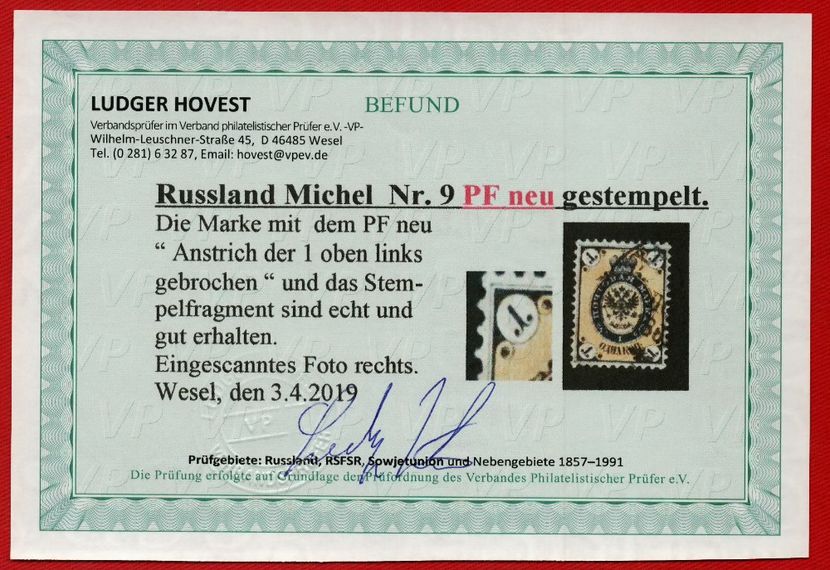 LUDGER HOVEST
BEFUND
Verbandsprüfer im Verband philatelistischer Prüfer e.V. -VP-
Wilhelm-Leuschner-Straße 45, D 46485 Wesel
Tel. (0 281) 6 32 87, Email: hovest@vpev.de
Russland Michel Nr. 9 PF neu gestempelt.
Die Marke mit dem PF neu
“ Anstrich der 1 oben links
gebrochen “ und das Stem-
pelfragment sind echt und
gut erhalten.
Eingescanntes Foto rechts.
Wesel, den 3.4.2019
Prüfgebiete: Russland, RSFSR, Sowjetunion und Nebengebiete 1857–1991
Die Prüfung erfolgte auf Grundlage der Prüfordnung des Verbandes Philatelistischer Prüfer e.V.